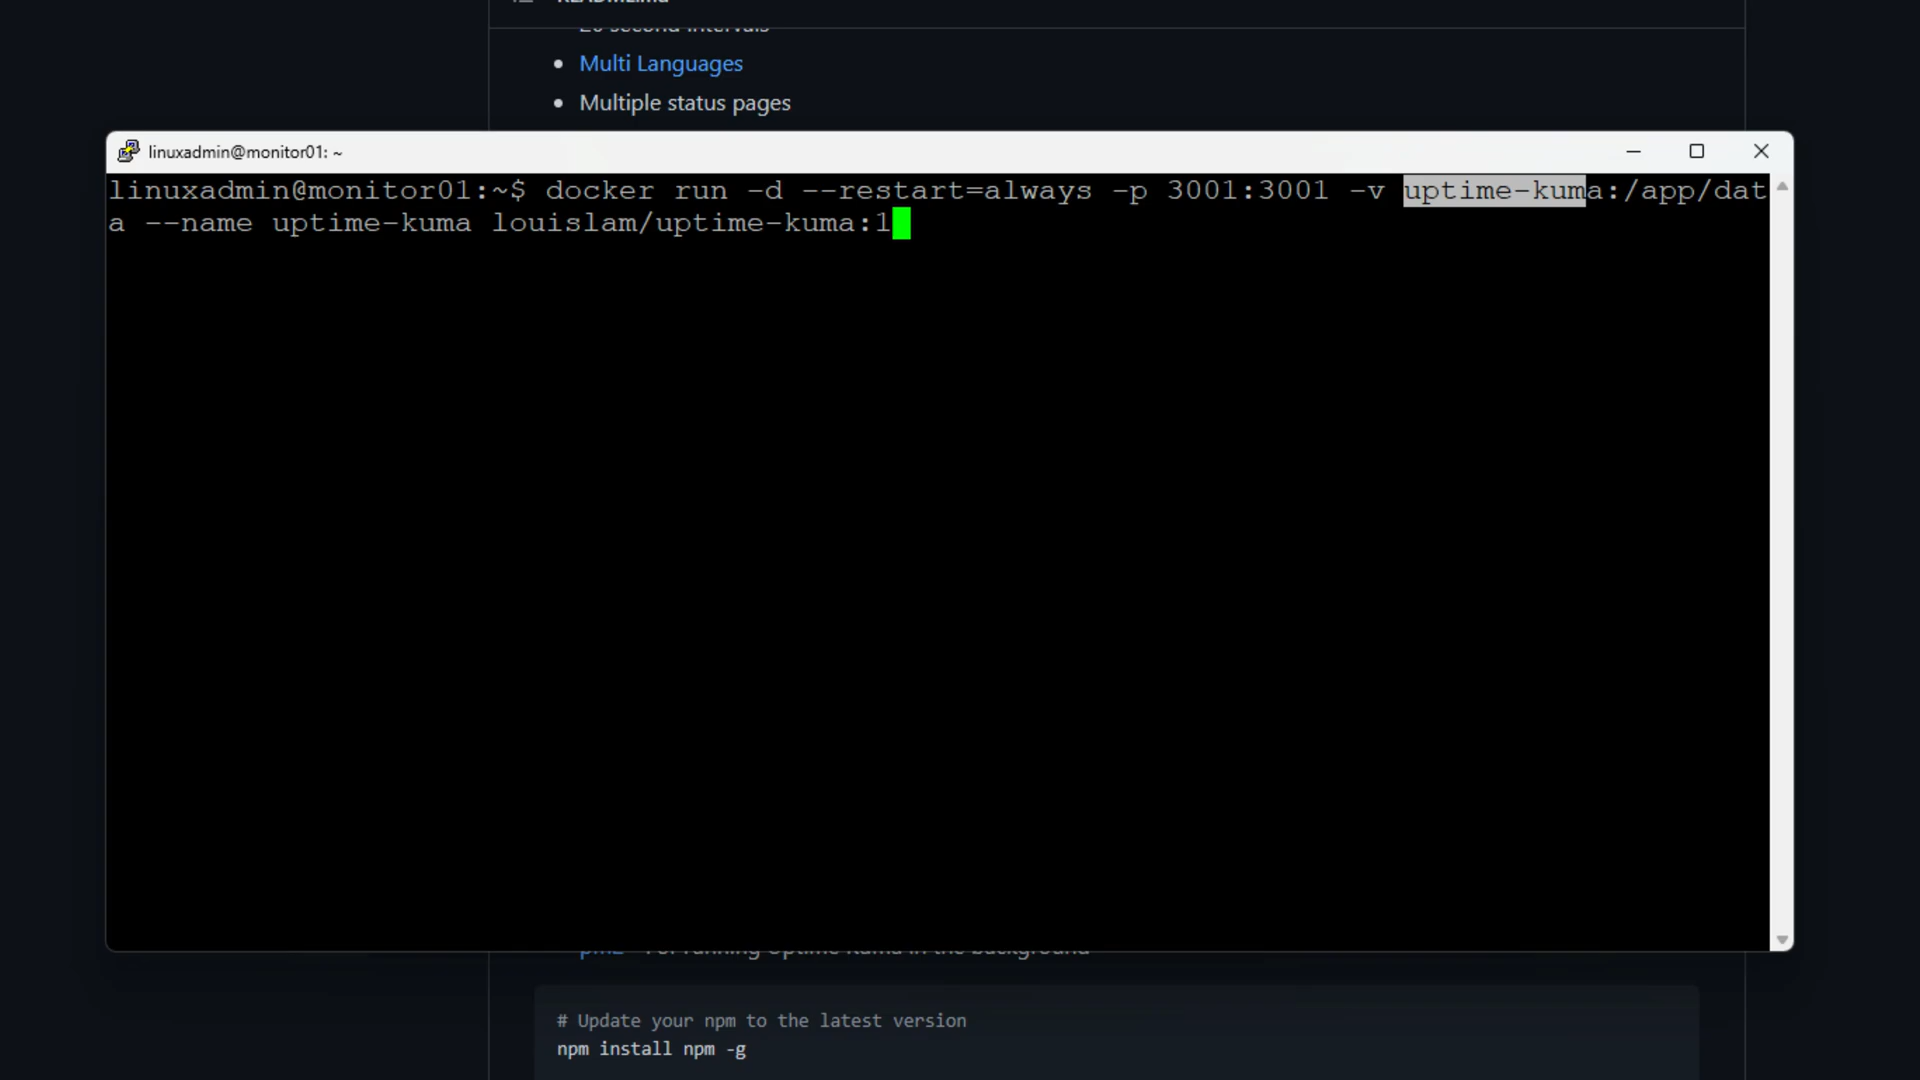 Multi Languages
Multiple status pages
linuxadmin@monitor01: ~
linuxadmin@monitor01:~$ docker run -d --restart=always -p 3001:3001 -v uptime-kuma:/app/dat
a --name uptime-kuma louislam/uptime-kuma:1
# Update your npm to the latest version
npm install npm -g